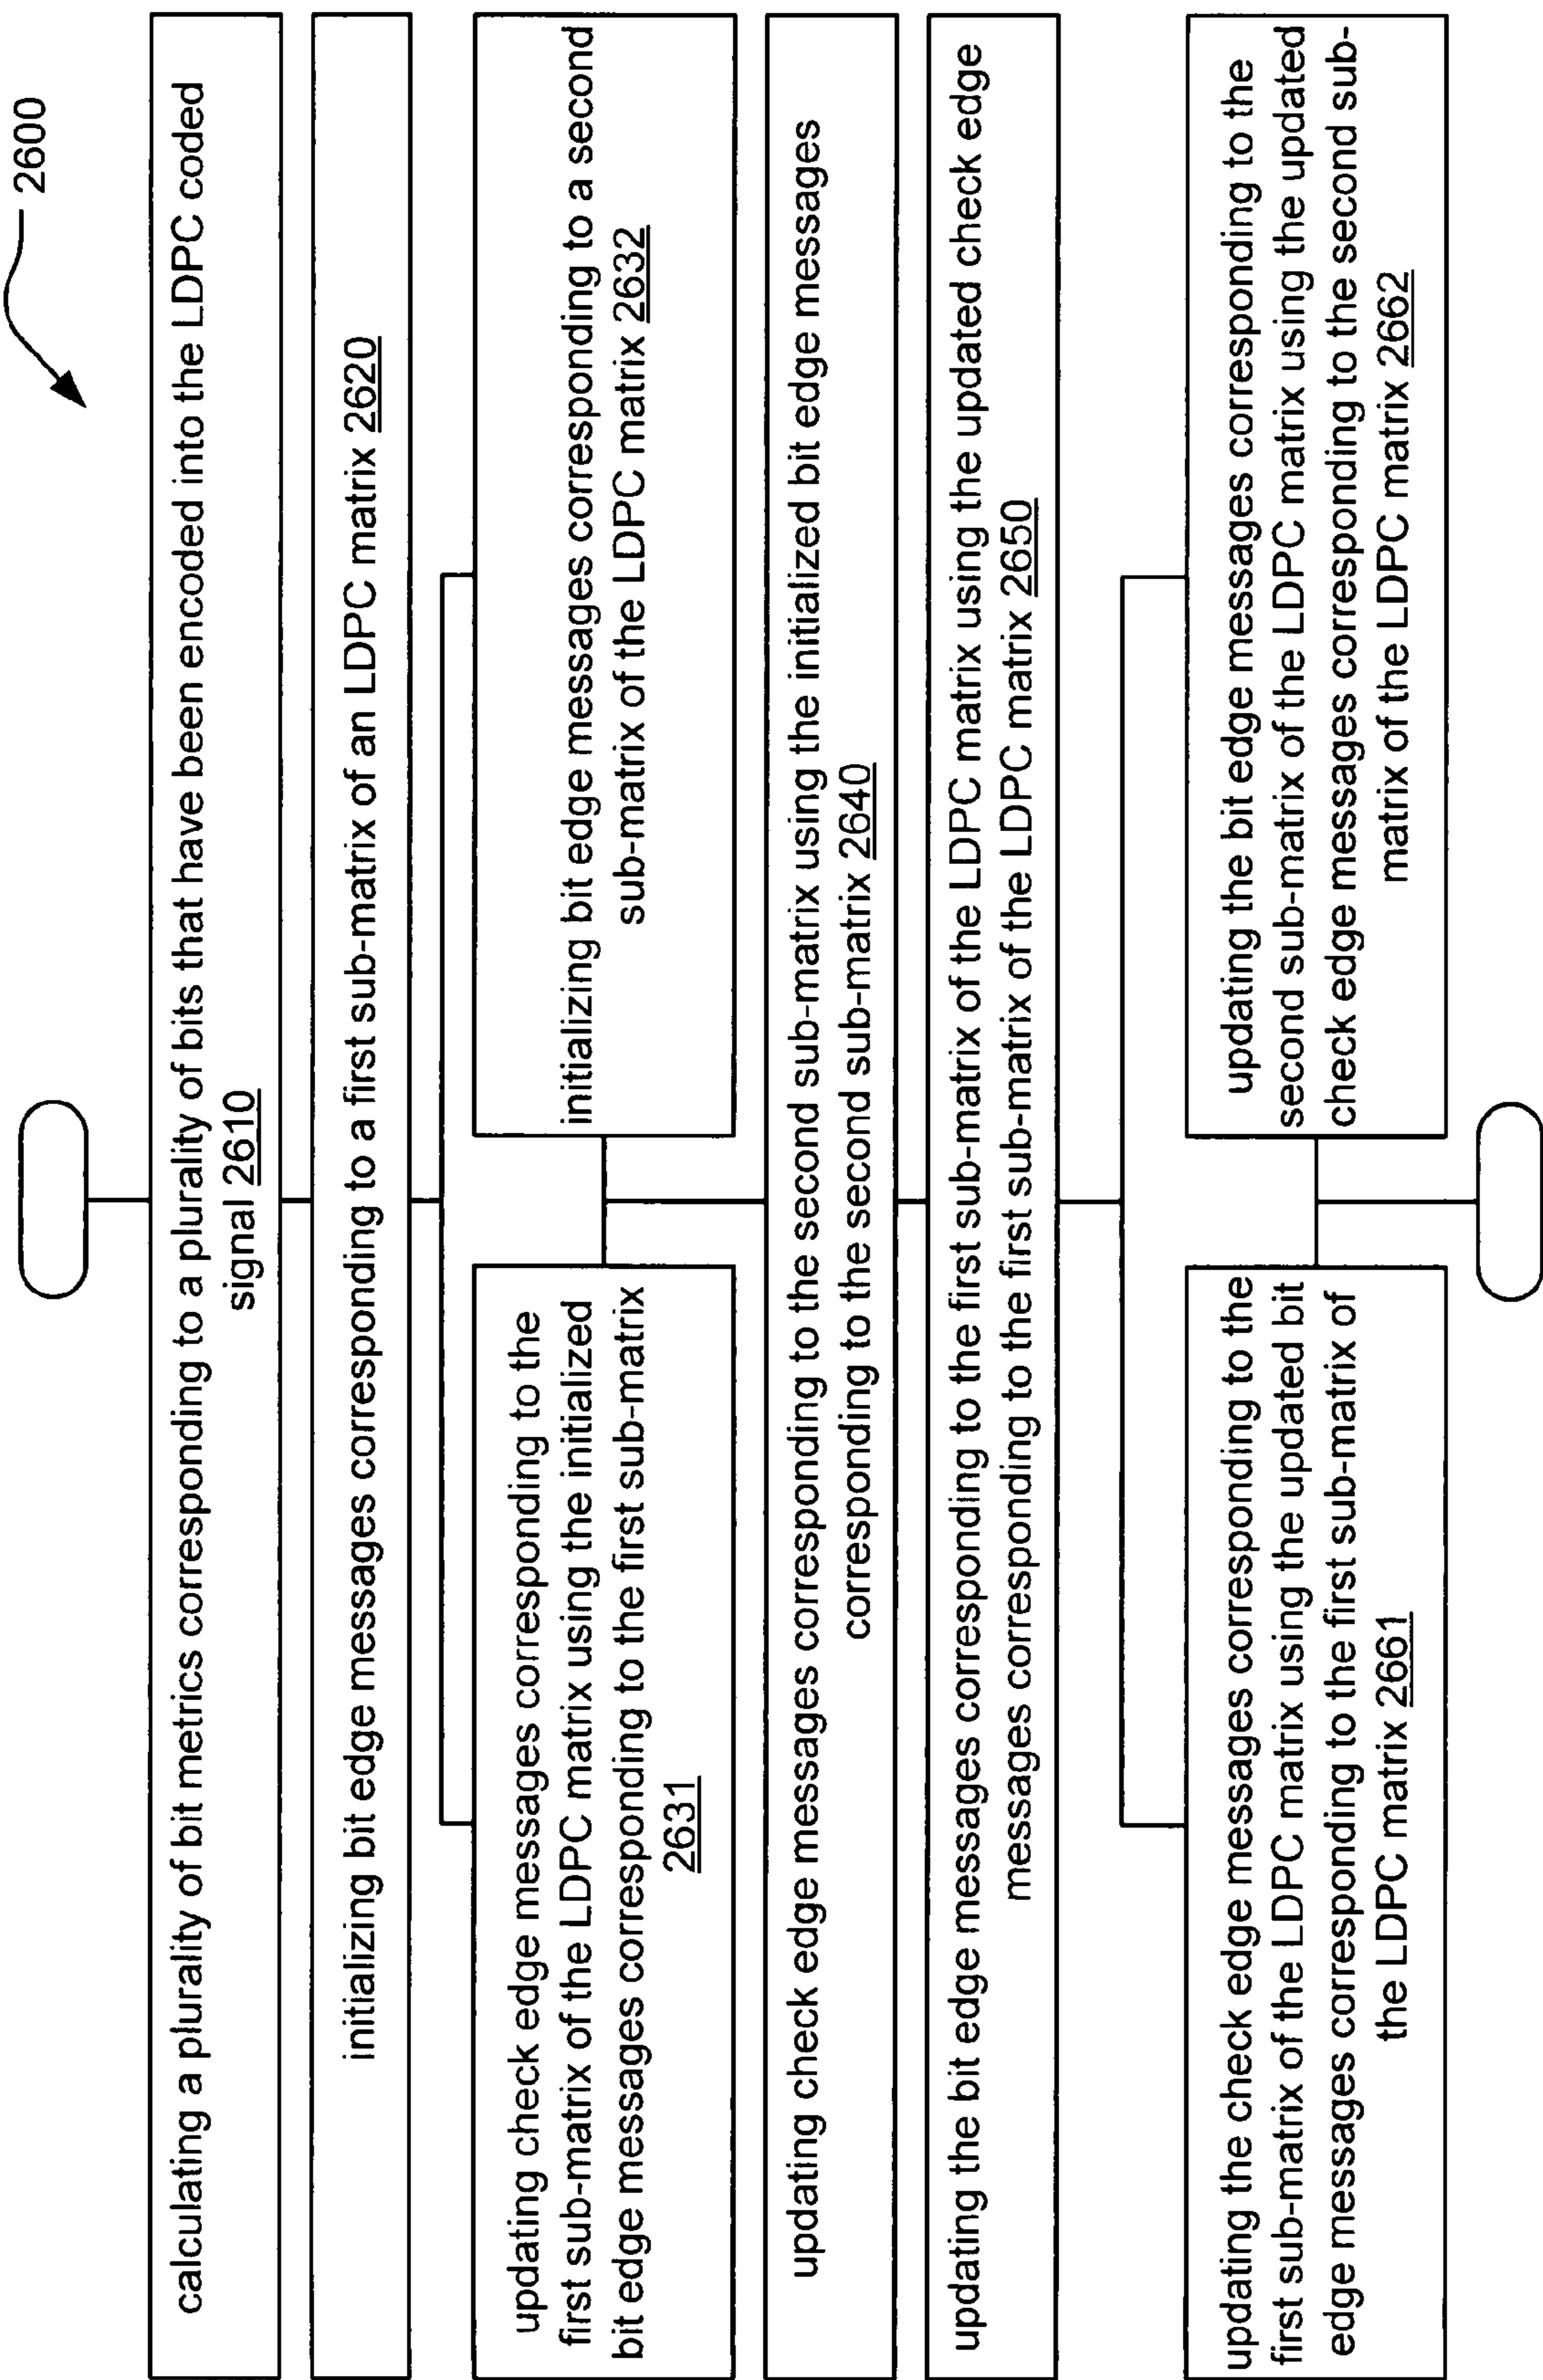 2600
calculating a plurality of bit metrics corresponding to a plurality of bits that have been encoded into the LDPC coded
signal 2610
initializing bit edge messages corresponding to a first sub-matrix of an LDPC matrix 2620
updating check edge messages corresponding to the
first sub-matrix of the LDPC matrix using the initialized
bit edge messages corresponding to the first sub-matrix
2631
initializing bit edge messages corresponding to a second
sub-matrix of the LDPC matrix 2632
updating check edge messages corresponding to the second sub-matrix using the initialized bit edge messages
corresponding to the second sub-matrix 2640
updating the bit edge messages corresponding to the first sub-matrix of the LDPC matrix using the updated check edge
messages corresponding to the first sub-matrix of the LDPC matrix 2650
updating the check edge messages corresponding to the
first sub-matrix of the LDPC matrix using the updated bit
edge messages corresponding to the first sub-matrix of
the LDPC matrix 2661
updating the bit edge messages corresponding to the
second sub-matrix of the LDPC matrix using the updated
check edge messages corresponding to the second sub-
matrix of the LDPC matrix 2662